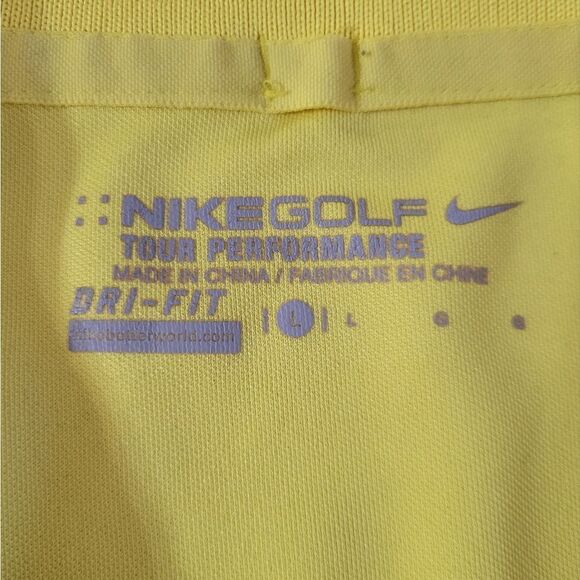 NIKEGOLF
TOUR PERFORMANCE
MADE IN CHINA / FABRIQUE EN CHINE
DRI-FIT
| L | L G G
nikebetterworld.com